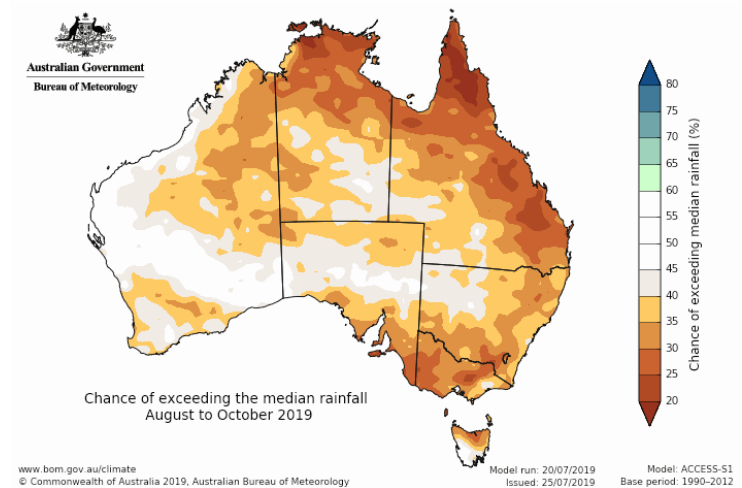 Australian Government
Bureau of Meteorology
80
75
70
65
60
55
50
45
40
35
30
25
20
Chance of exceeding median rainfall (%)
Chance of exceeding the median rainfall
August to October 2019
www.bom.gov.au/climate
© Commonwealth of Australia 2019, Australian Bureau of Meteorology
Model run: 20/07/2019
Issued: 25/07/2019
Model: ACCESS-S1
Base period: 1990–2012